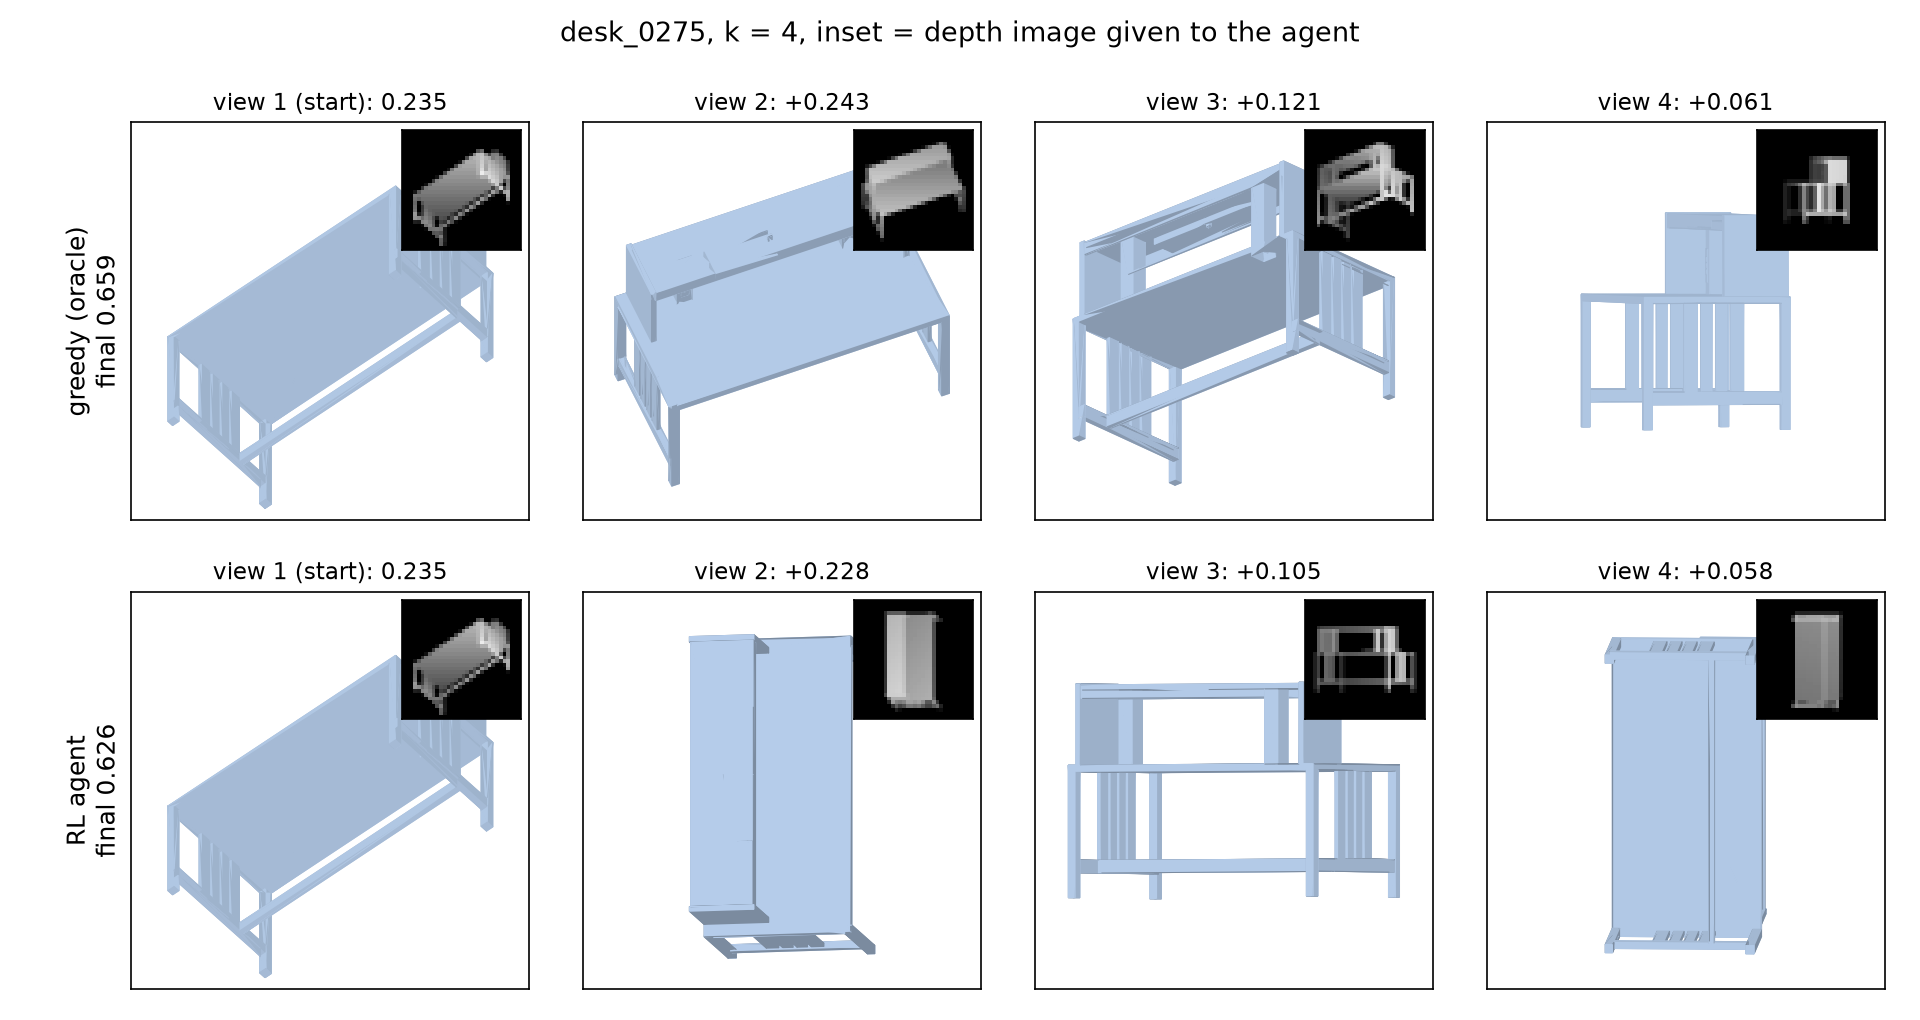 desk_0275, k = 4, inset = depth image given to the agent
greedy (oracle)
final 0.659
view 1 (start): 0.235
view 2: +0.243
view 3: +0.121
view 4: +0.061
RL agent
final 0.626
view 1 (start): 0.235
view 2: +0.228
view 3: +0.105
view 4: +0.058